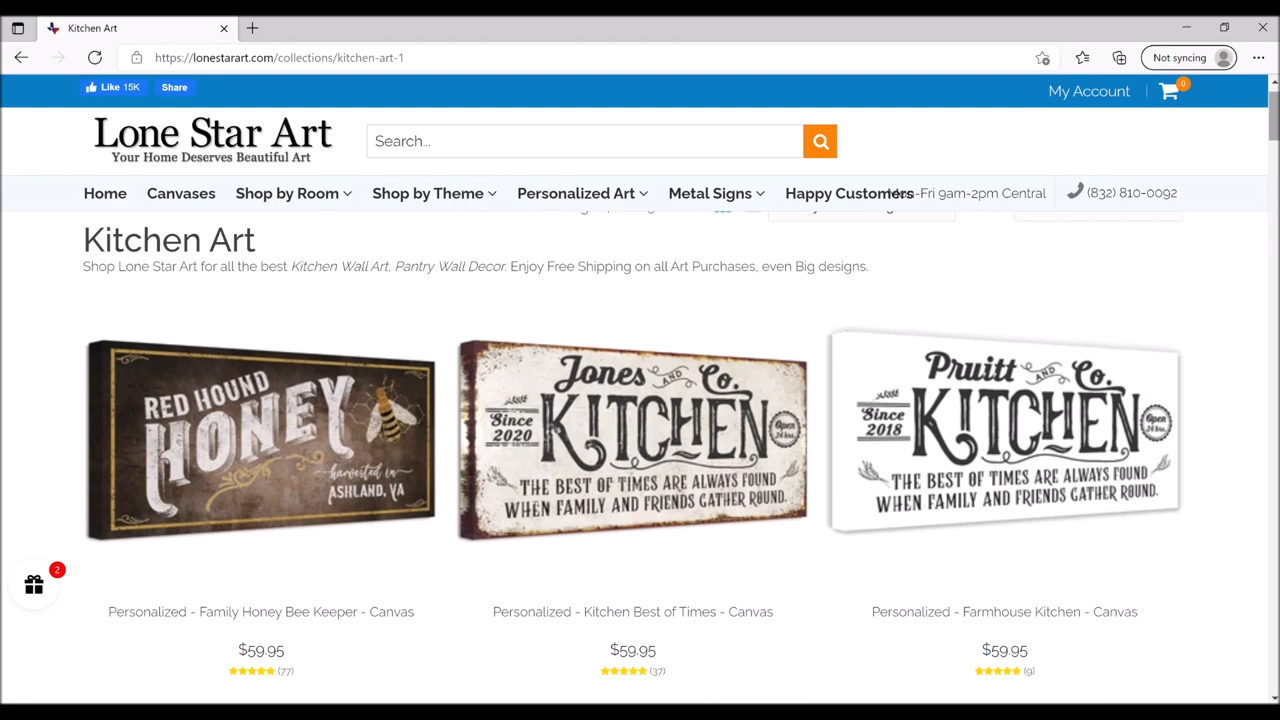 Kitchen Art
https://lonestarart.com/collections/kitchen-art-1
Not syncing
Like 15K
Share
My Account
0
Lone Star Art
Your Home Deserves Beautiful Art
Search...
Home
Canvases
Shop by Room
Shop by Theme
Personalized Art
Metal Signs
Happy Customers
Mon-Fri 9am-2pm Central
(832) 810-0092
Kitchen Art
Shop Lone Star Art for all the best Kitchen Wall Art, Pantry Wall Decor. Enjoy Free Shipping on all Art Purchases, even Big designs.
RED HOUND
HONEY
harvested in
ASHLAND, VA
Jones AND Co.
Since
2020
KITCHEN
Open
24 hrs.
THE BEST OF TIMES ARE ALWAYS FOUND
WHEN FAMILY AND FRIENDS GATHER ROUND.
Pruitt AND Co.
Since
2018
KITCHEN
Open
24 hrs.
THE BEST OF TIMES ARE ALWAYS FOUND
WHEN FAMILY AND FRIENDS GATHER ROUND.
2
Personalized - Family Honey Bee Keeper - Canvas
$59.95
(77)
Personalized - Kitchen Best of Times - Canvas
$59.95
(37)
Personalized - Farmhouse Kitchen - Canvas
$59.95
(9)